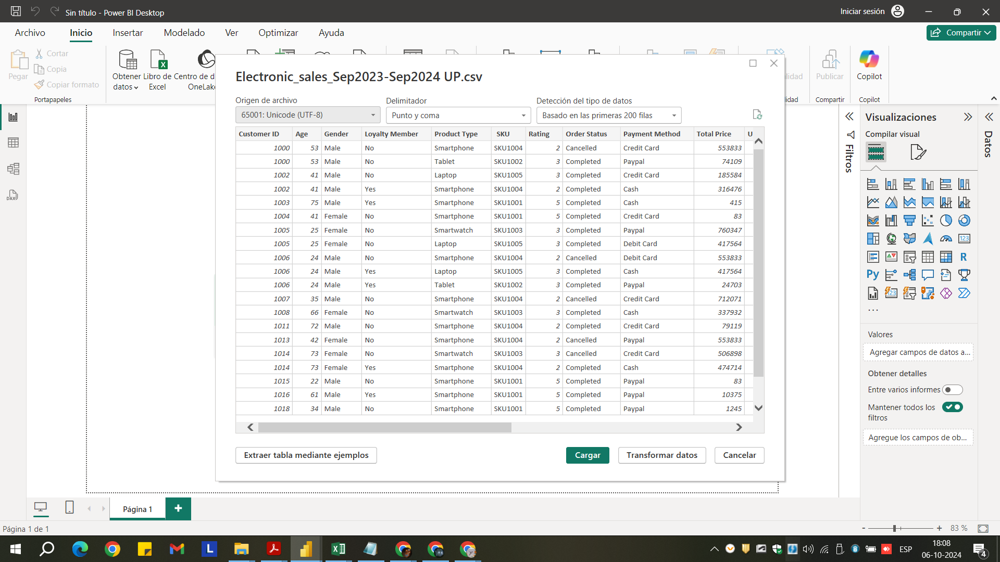 Sin título - Power BI Desktop
Iniciar sesión
Archivo Inicio Insertar Modelado Ver Optimizar Ayuda
Compartir
Pegar
Cortar
Copia
Copiar formato
Portapapeles
Obtener datos
Libro de Excel
Centro de d
OneLak
lidad
idad
Publicar
Compartir
Copilot
Copilot
Electronic_sales_Sep2023-Sep2024 UP.csv
Origen de archivo Delimitador Detección del tipo de datos
65001: Unicode (UTF-8) Punto y coma Basado en las primeras 200 filas
Customer ID Age Gender Loyalty Member Product Type SKU Rating Order Status Payment Method Total Price U
1000 53 Male No Smartphone SKU1004 2 Cancelled Credit Card 553833
1000 53 Male No Tablet SKU1002 3 Completed Paypal 74109
1002 41 Male No Laptop SKU1005 3 Completed Credit Card 185584
1002 41 Male Yes Smartphone SKU1004 2 Completed Cash 316476
1003 75 Male Yes Smartphone SKU1001 5 Completed Cash 415
1004 41 Female No Smartphone SKU1001 5 Completed Credit Card 83
1005 25 Female No Smartwatch SKU1003 3 Completed Paypal 760347
1005 25 Female No Laptop SKU1005 3 Completed Debit Card 417564
1006 24 Male No Smartphone SKU1004 2 Cancelled Debit Card 553833
1006 24 Male Yes Laptop SKU1005 3 Completed Cash 417564
1006 24 Male Yes Tablet SKU1002 3 Completed Paypal 24703
1007 35 Male No Smartphone SKU1004 2 Cancelled Credit Card 712071
1008 66 Female No Smartwatch SKU1003 3 Completed Cash 337932
1011 72 Male No Smartphone SKU1004 2 Completed Credit Card 79119
1013 42 Female No Smartphone SKU1004 2 Cancelled Paypal 553833
1014 73 Female No Smartwatch SKU1003 3 Cancelled Credit Card 506898
1014 73 Female Yes Smartphone SKU1004 2 Completed Cash 474714
1015 22 Male No Smartphone SKU1001 5 Completed Paypal 83
1016 61 Male Yes Smartphone SKU1001 5 Completed Paypal 10375
1018 34 Male No Smartphone SKU1001 5 Completed Paypal 1245
Extraer tabla mediante ejemplos Cargar Transformar datos Cancelar
Filtros
Visualizaciones
Compilar visual
123
R
Py
123
...
Valores
Agregar campos de datos a...
Obtener detalles
Entre varios informes
Mantener todos los
filtros
Agregue los campos de ob...
Datos
DAX
Página 1
+
Página 1 de 1
- + 83 %
L
ESP
18:08
06-10-2024
4